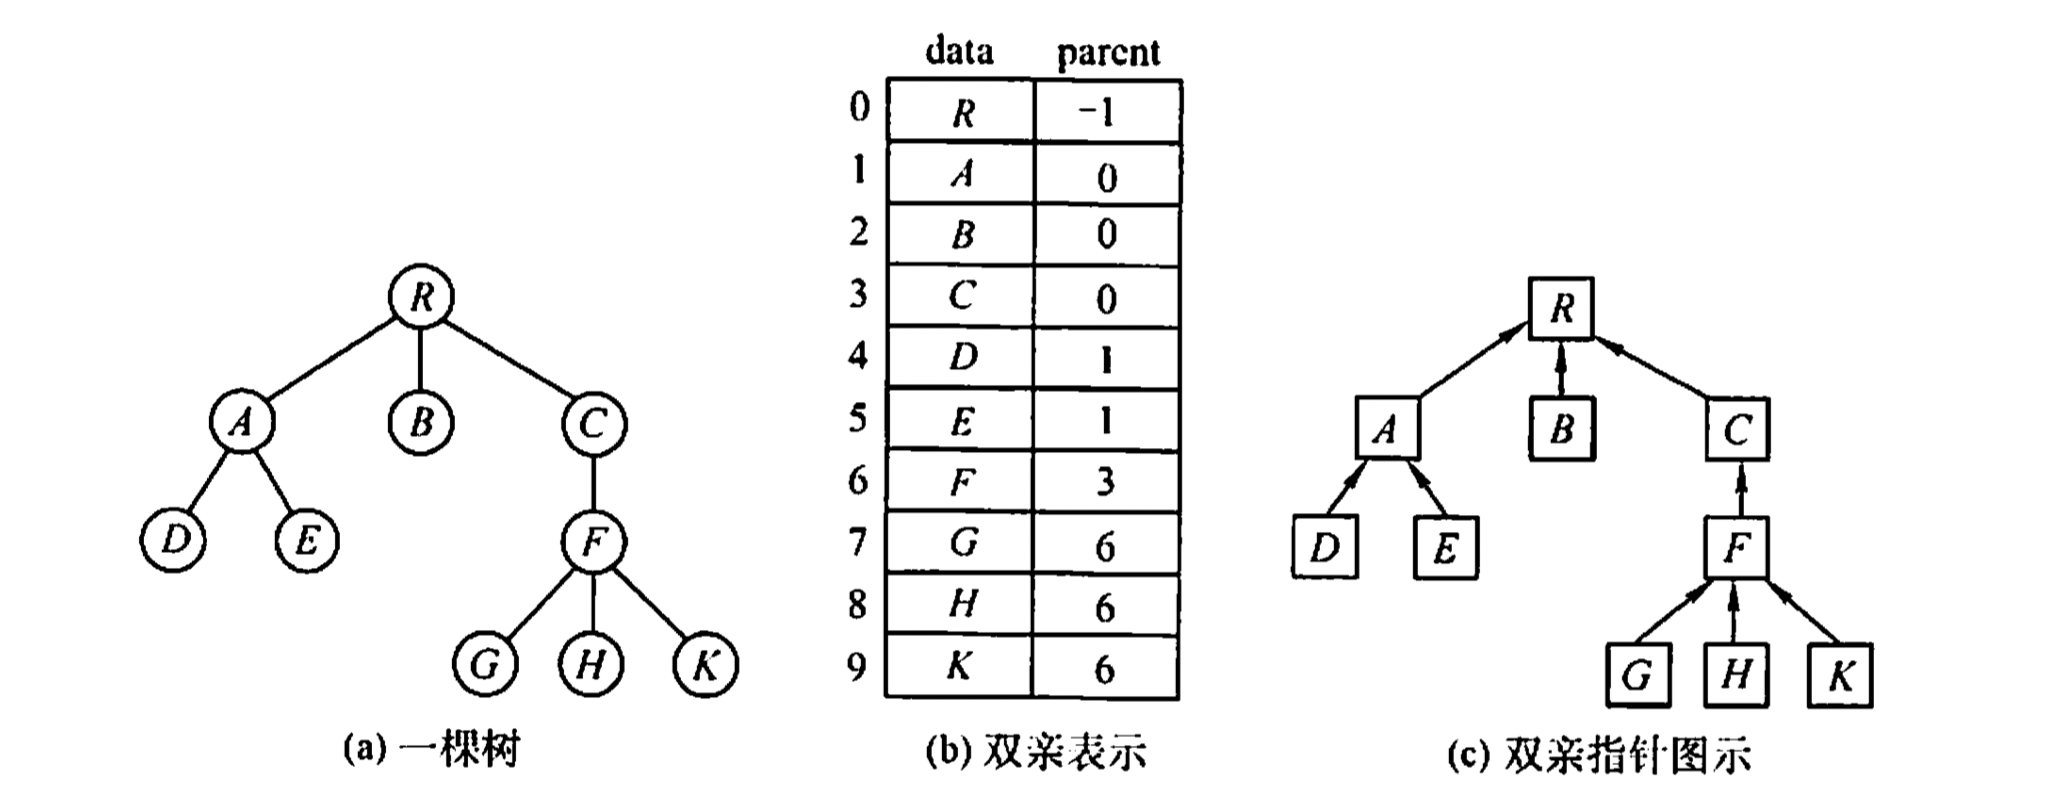 R
A B C
D E F
G H K
(a) 一棵树
data parent
0 R -1
1 A 0
2 B 0
3 C 0
4 D 1
5 E 1
6 F 3
7 G 6
8 H 6
9 K 6
(b) 双亲表示
R
A B C
D E F
G H K
(c) 双亲指针图示